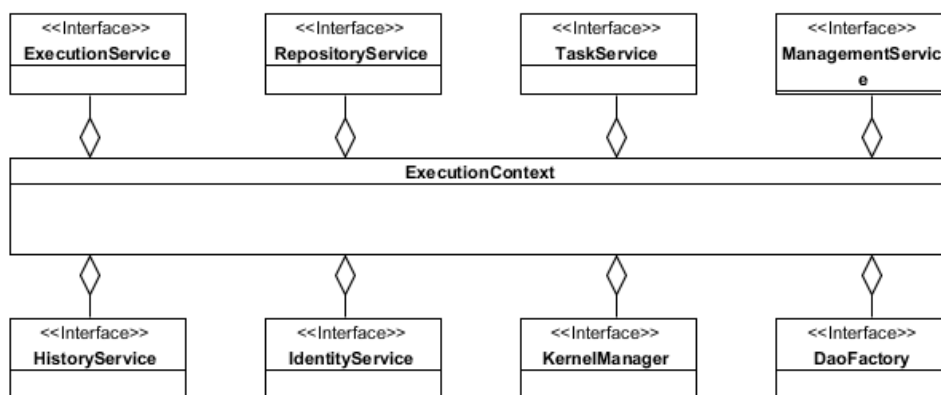 <<Interface>>
ExecutionService
<<Interface>>
RepositoryService
<<Interface>>
TaskService
<<Interface>>
ManagementServic
e
ExecutionContext
<<Interface>>
HistoryService
<<Interface>>
IdentityService
<<Interface>>
KernelManager
<<Interface>>
DaoFactory